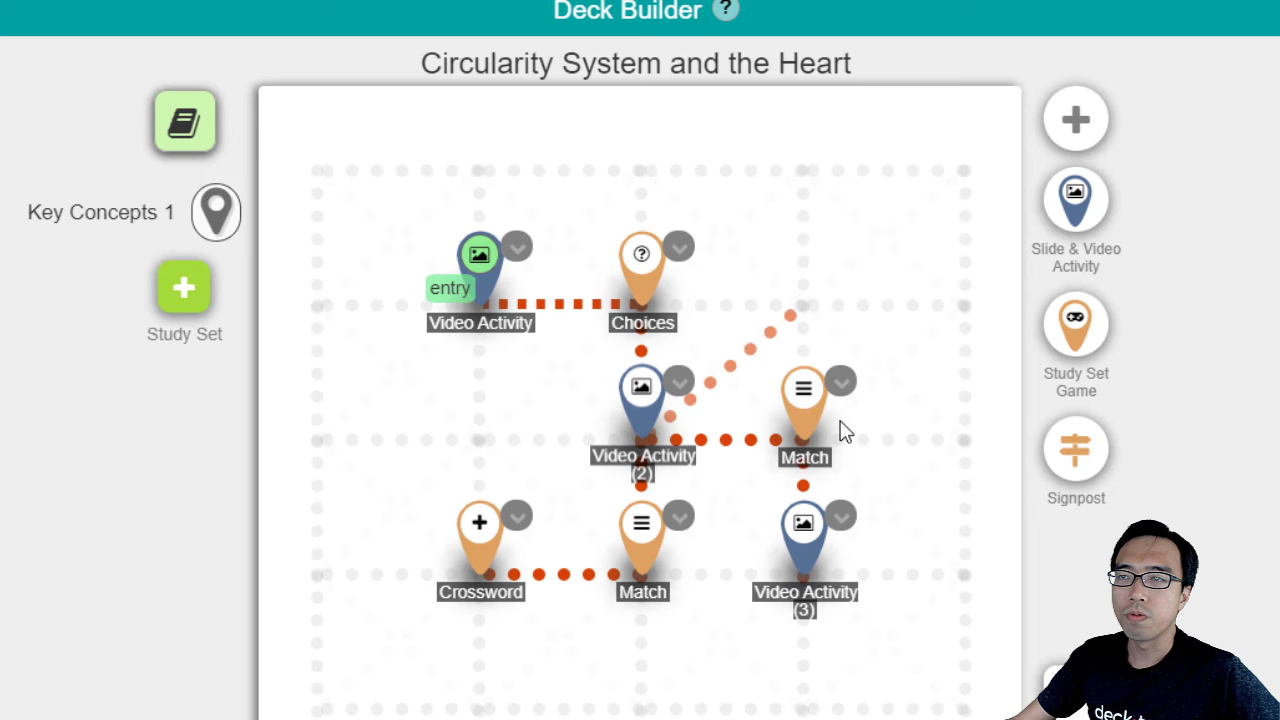 Deck Builder ?
Circularity System and the Heart
Key Concepts 1
Study Set
entry
Video Activity
Choices
Video Activity
(2)
Match
Crossword
Match
Video Activity
(3)
Slide & Video
Activity
Study Set
Game
Signpost